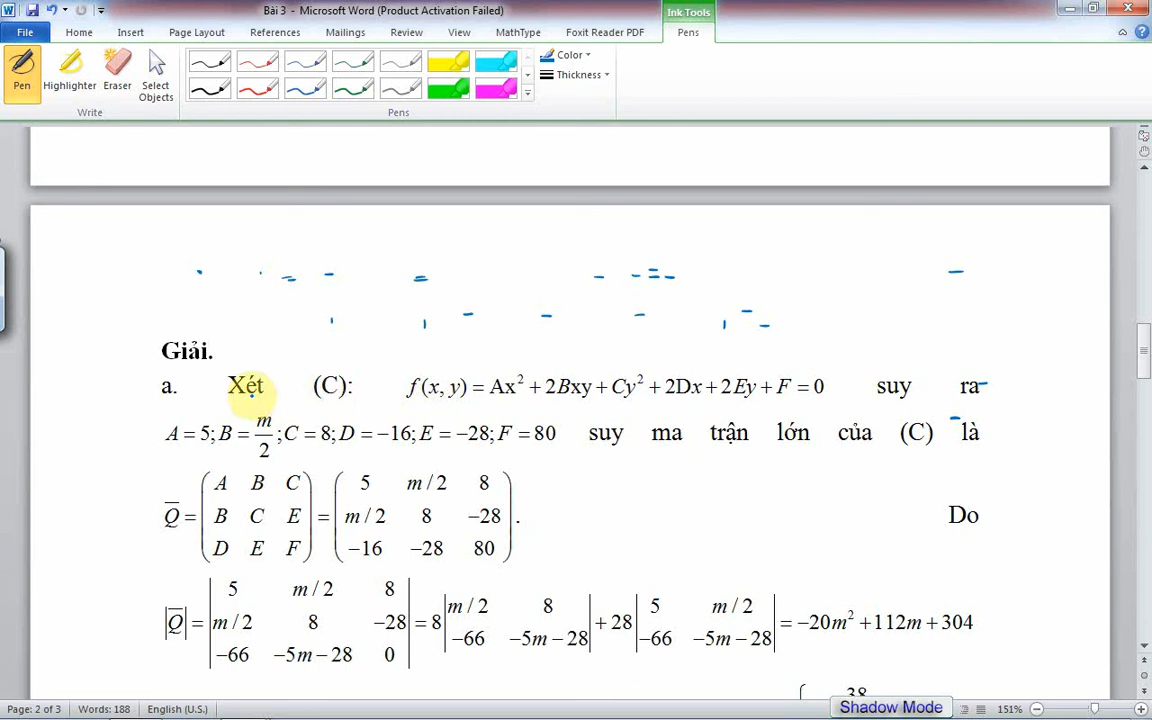 Bài 3 - Microsoft Word (Product Activation Failed)
Ink Tools
File Home Insert Page Layout References Mailings Review View MathType Foxit Reader PDF Pens
Pen Highlighter Eraser Select Objects
Color
Thickness
Write Pens
Giải.
a. Xét (C): f(x, y) = Ax² + 2Bxy + Cy² + 2Dx + 2Ey + F = 0 suy ra
A = 5; B = m/2; C = 8; D = −16; E = −28; F = 80 suy ma trận lớn của (C) là
Q̅ = (A B C; B C E; D E F) = (5 m/2 8; m/2 8 −28; −16 −28 80). Do
|Q̅| = |5 m/2 8; m/2 8 −28; −66 −5m−28 0| = 8|m/2 8; −66 −5m−28| + 28|5 m/2; −66 −5m−28| = −20m² + 112m + 304
38
Page: 2 of 3 Words: 188 English (U.S.) Shadow Mode 151%